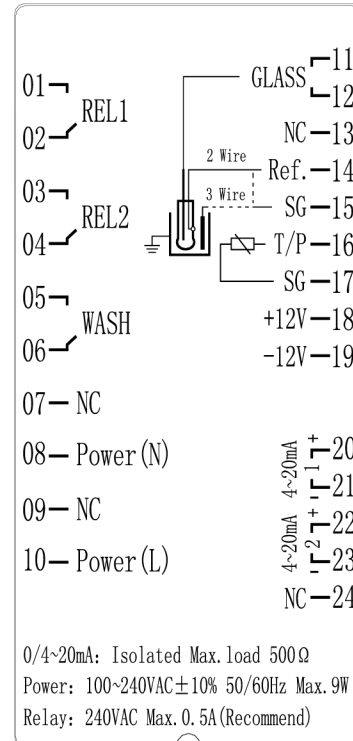 01
REL1
02
03
REL2
04
05
WASH
06
07 NC
08 Power(N)
09 NC
10 Power(L)
GLASS
11
12
NC 13
2 Wire
Ref. 14
3 Wire
SG 15
T/P 16
SG 17
+12V 18
-12V 19
4~20mA
1
+ 20
- 21
4~20mA
2
+ 22
- 23
NC 24
0/4~20mA: Isolated Max. load 500Ω
Power: 100~240VAC±10% 50/60Hz Max. 9W
Relay: 240VAC Max. 0.5A(Recommend)